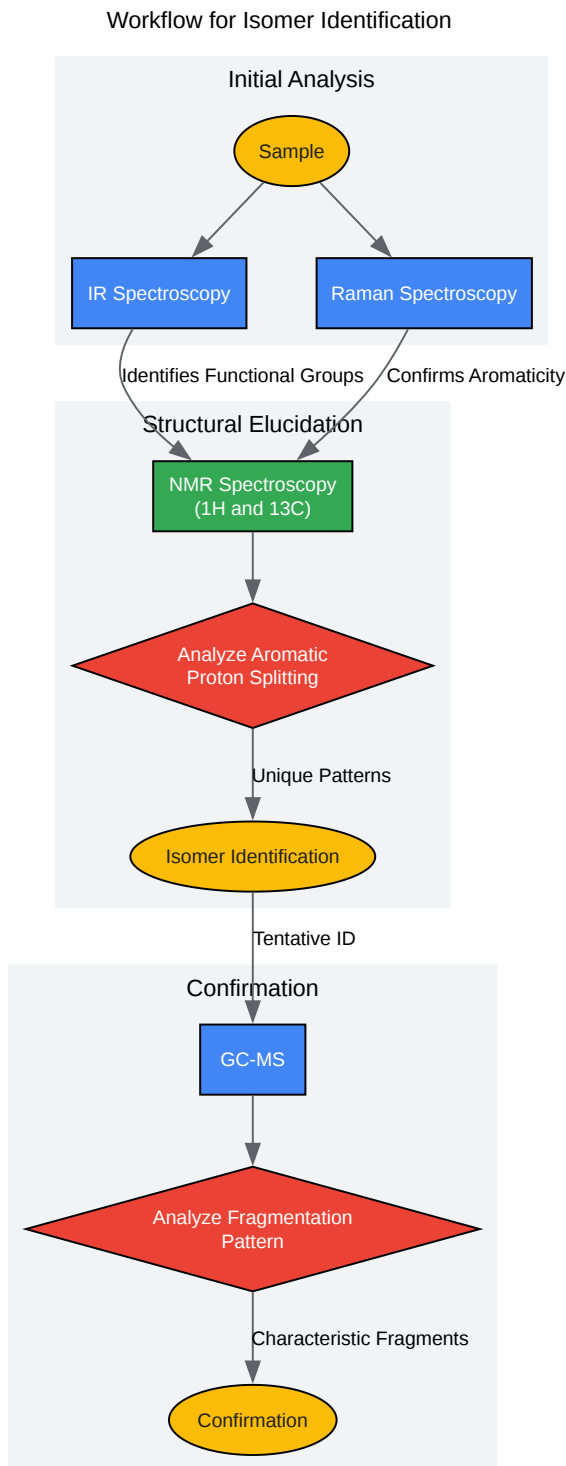 Workflow for Isomer Identification
Initial Analysis
Sample
IR Spectroscopy
Raman Spectroscopy
Identifies Functional Groups
Confirms Aromaticity
Structural Elucidation
NMR Spectroscopy
(1H and 13C)
Analyze Aromatic
Proton Splitting
Unique Patterns
Isomer Identification
Tentative ID
Confirmation
GC-MS
Analyze Fragmentation
Pattern
Characteristic Fragments
Confirmation